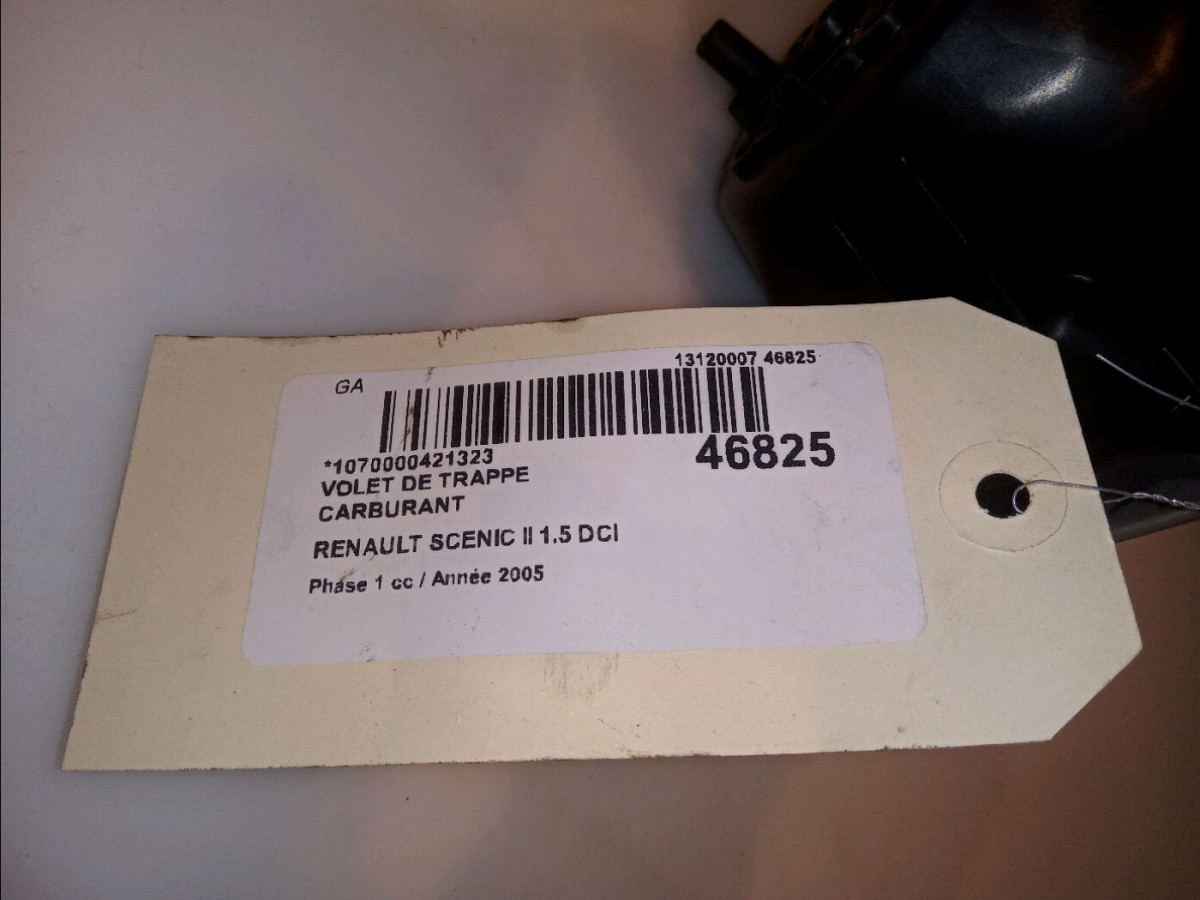 GA
13120007 46825
*1070000421323
46825
VOLET DE TRAPPE
CARBURANT
RENAULT SCENIC II 1.5 DCI
Phase 1 cc / Année 2005